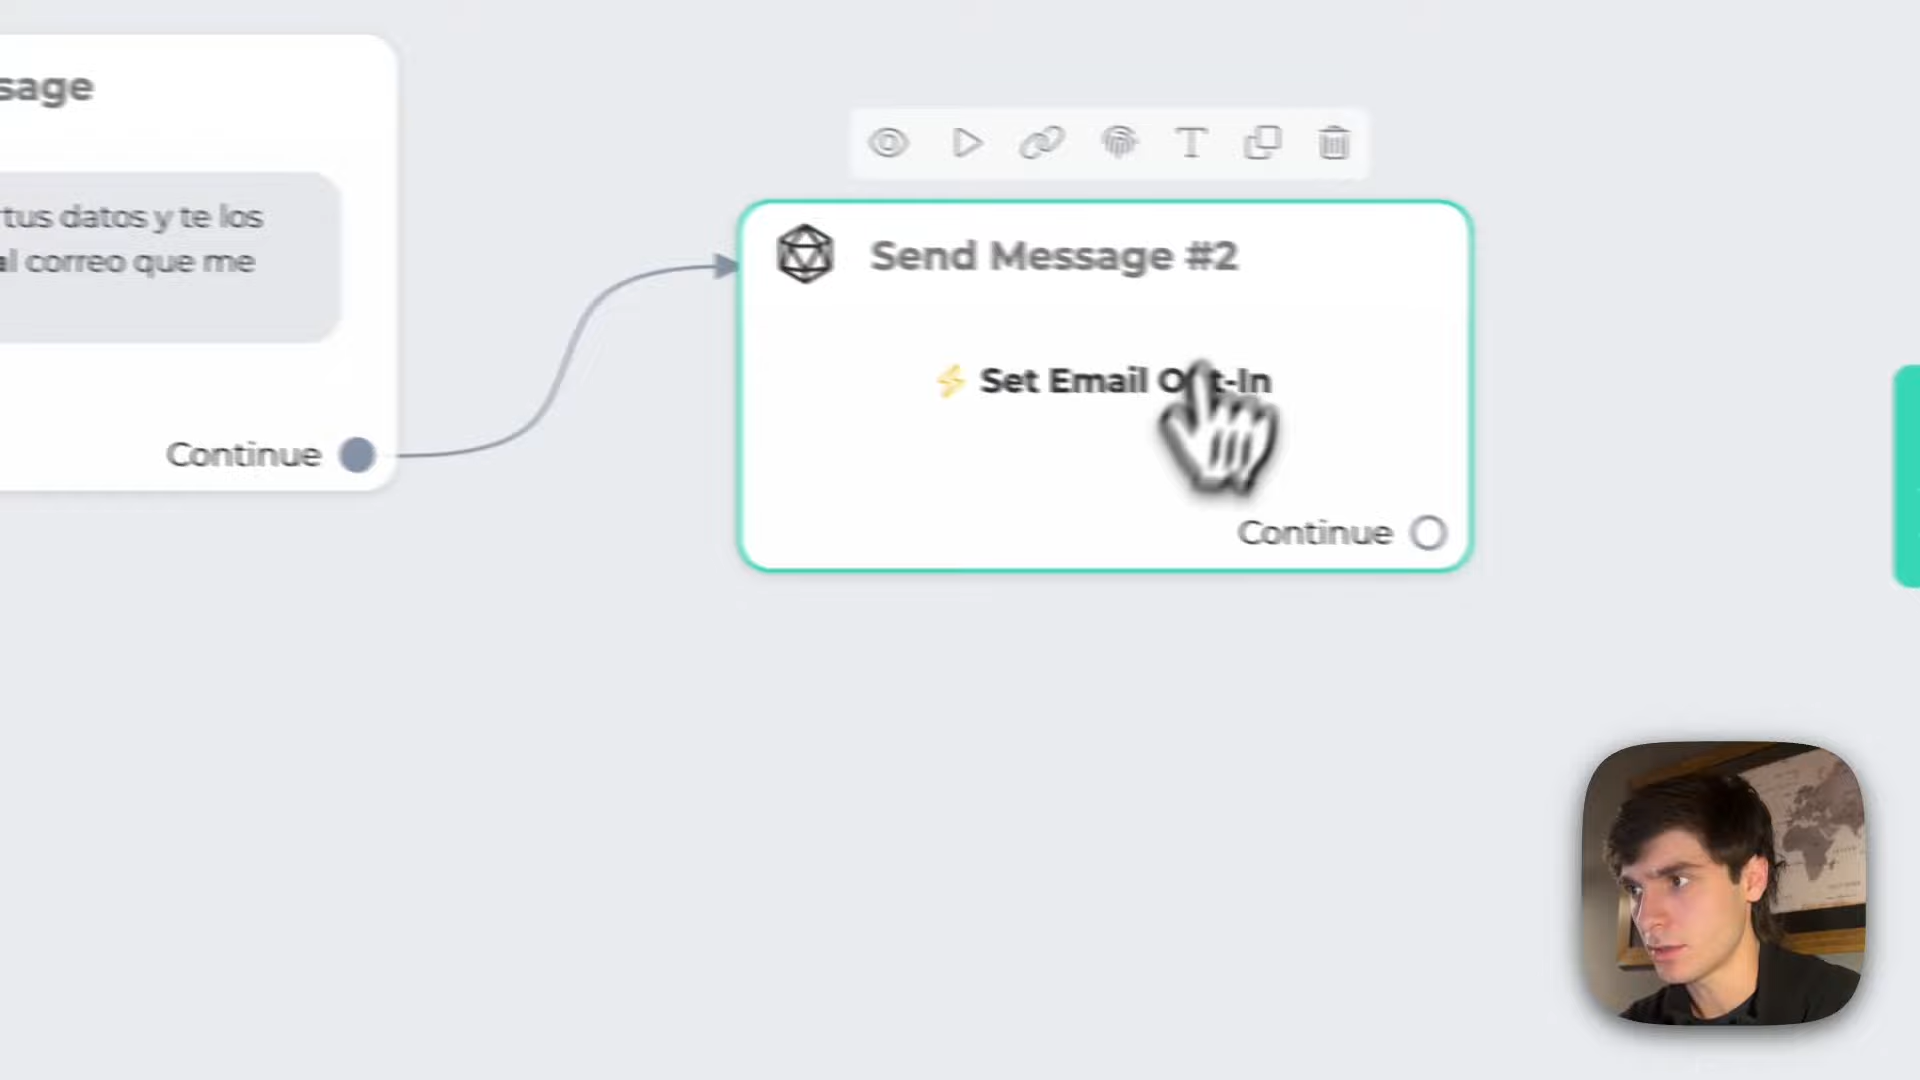 sage
tus datos y te los
al correo que me
Continue
Send Message #2
Set Email Opt-In
Continue